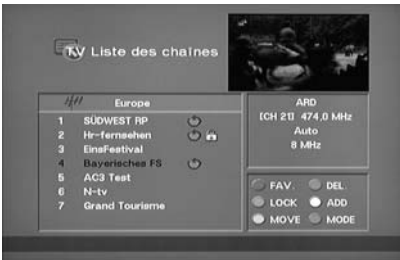 TV Liste des chaînes
Europe
1 SÜDWEST RP
2 Hr-fernsehen
3 EinsFestival
4 Bayerisches FS
5 AC3 Test
6 N-tv
7 Grand Tourisme
ARD
[CH 21] 474,0 MHz
Auto
8 MHz
FAV. DEL.
LOCK ADD
MOVE MODE